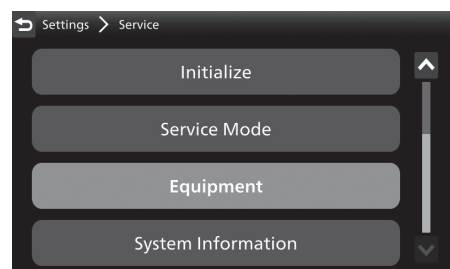 Settings > Service
Initialize
Service Mode
Equipment
System Information